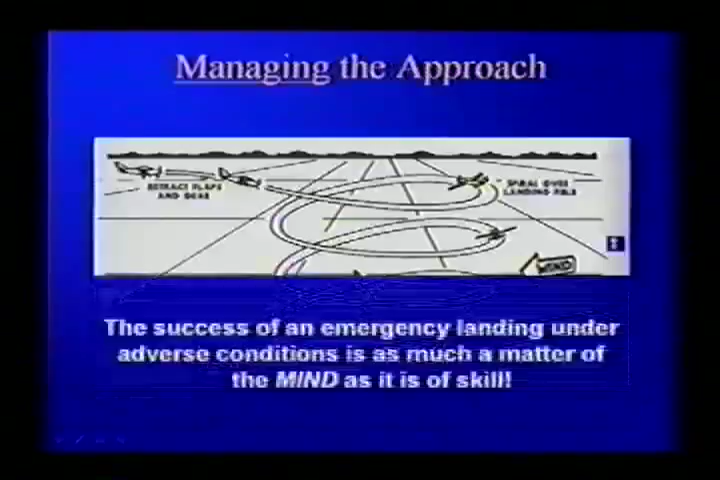 Managing the Approach
RETRACT FLAPS
AND GEAR
SPIRAL OVER
LANDING FIELD
WIND
The success of an emergency landing under
adverse conditions is as much a matter of
the MIND as it is of skill!